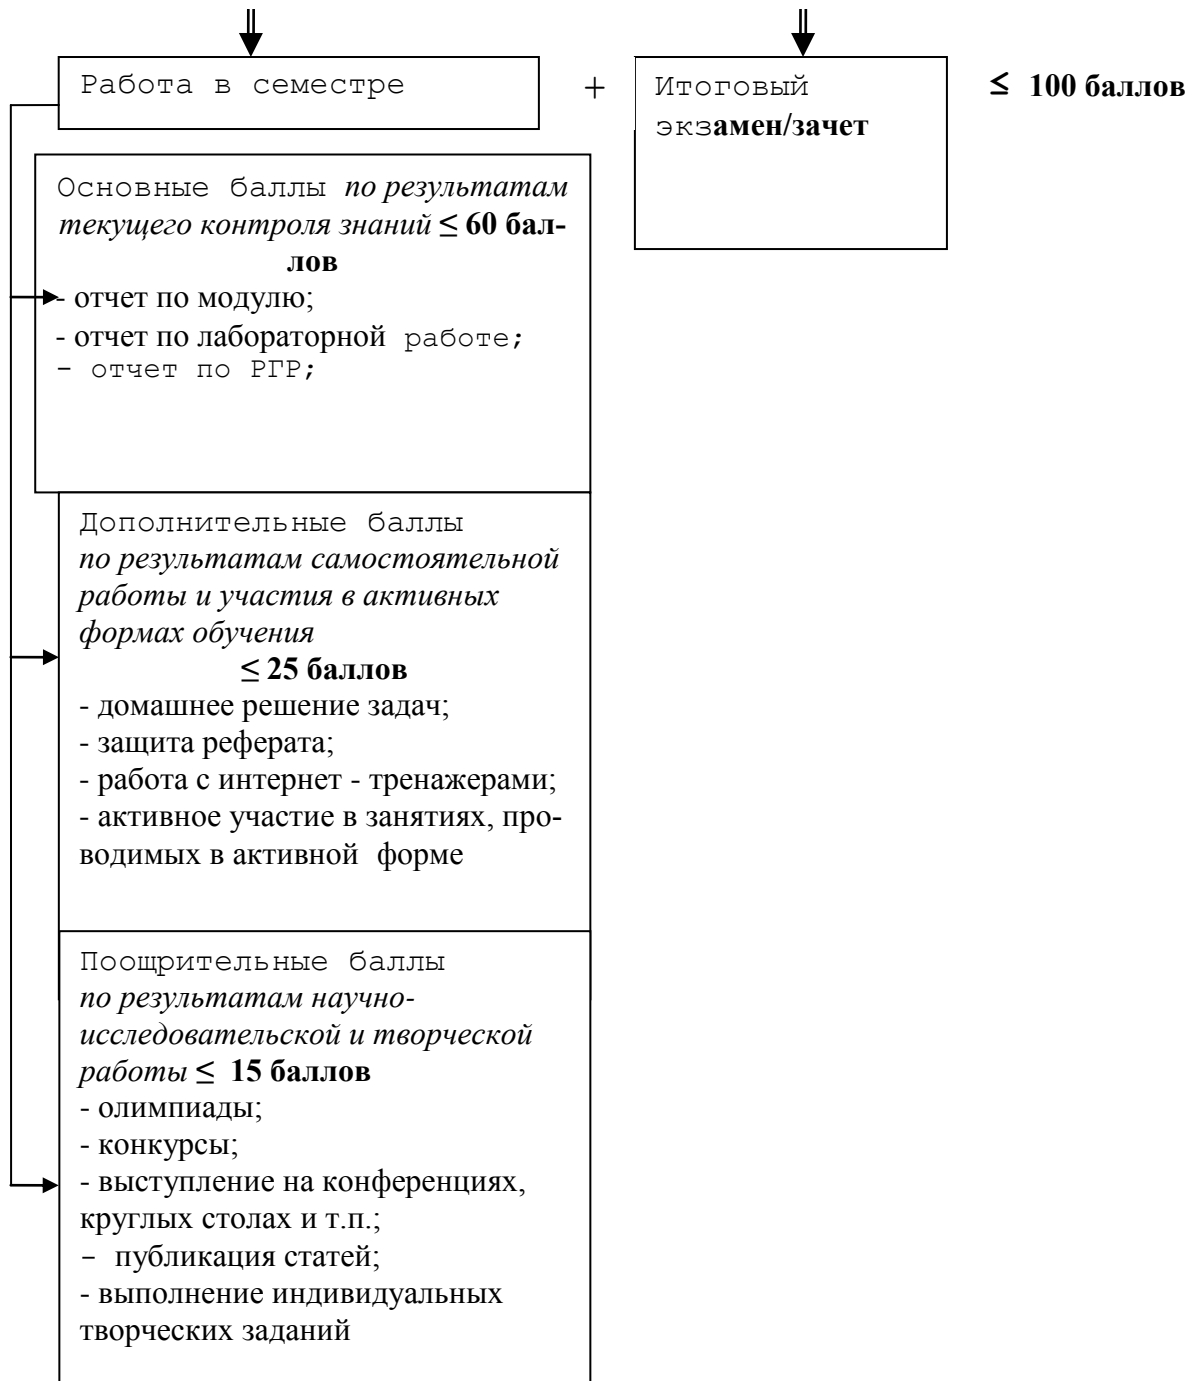 Работа в семестре + Итоговый ≤ 100 баллов
экзамен/зачет
Основные баллы по результатам
текущего контроля знаний ≤ 60 бал-
лов
- отчет по модулю;
- отчет по лабораторной работе;
- отчет по РГР;
Дополнительные баллы
по результатам самостоятельной
работы и участия в активных
формах обучения
≤ 25 баллов
- домашнее решение задач;
- защита реферата;
- работа с интернет - тренажерами;
- активное участие в занятиях, про-
водимых в активной форме
Поощрительные баллы
по результатам научно-
исследовательской и творческой
работы ≤ 15 баллов
- олимпиады;
- конкурсы;
- выступление на конференциях,
круглых столах и т.п.;
- публикация статей;
- выполнение индивидуальных
творческих заданий